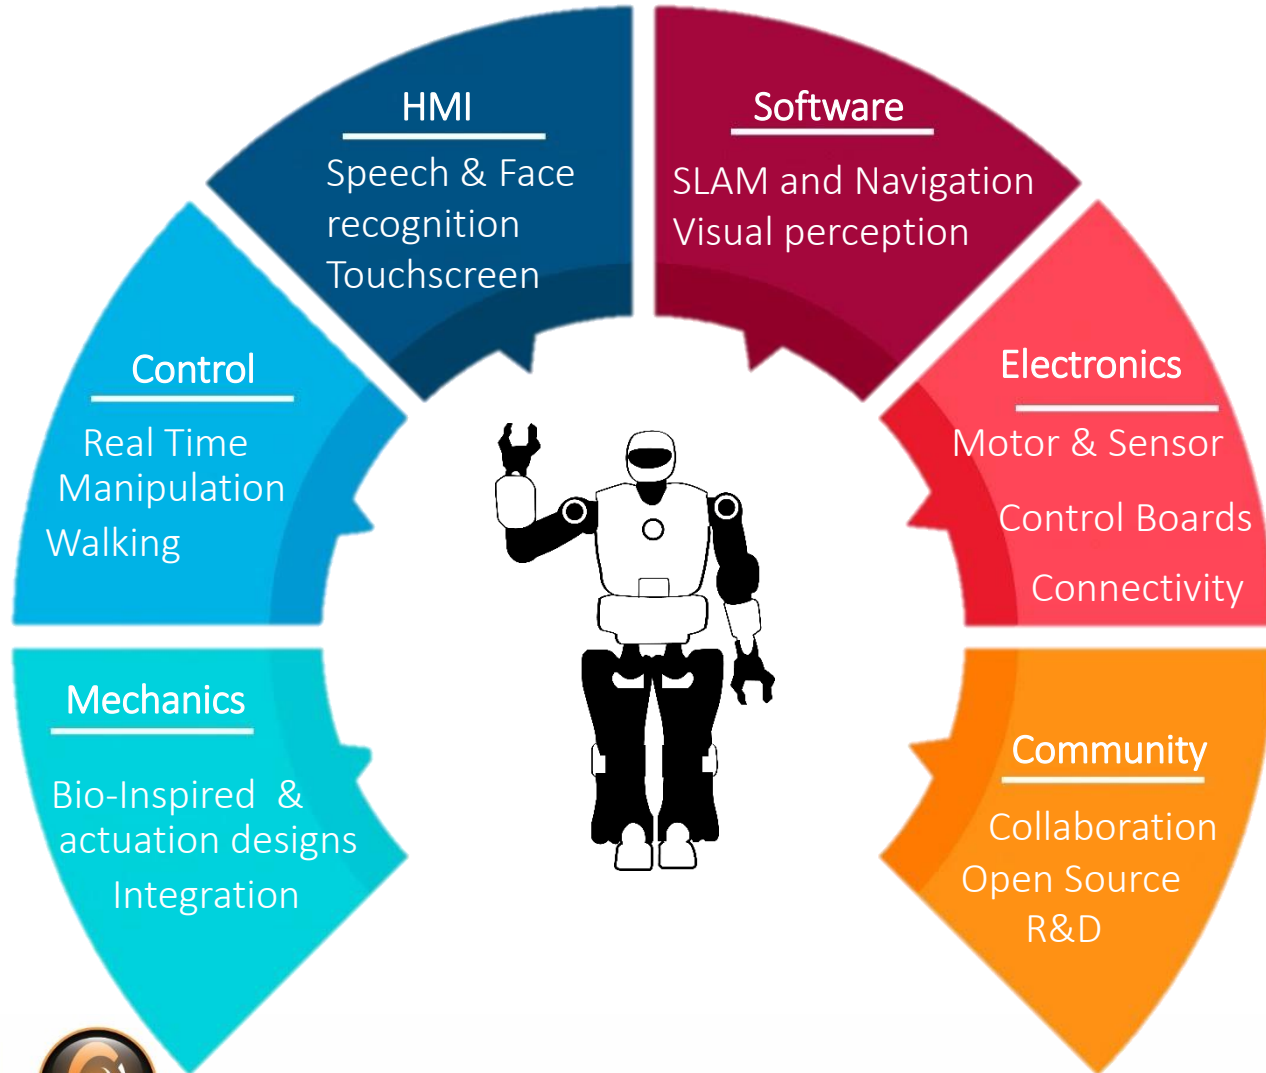 HMI
Speech & Face
recognition
Touchscreen
Software
SLAM and Navigation
Visual perception
Control
Real Time
Manipulation
Walking
Electronics
Motor & Sensor
Control Boards
Connectivity
Mechanics
Bio-Inspired &
actuation designs
Integration
Community
Collaboration
Open Source
R&D